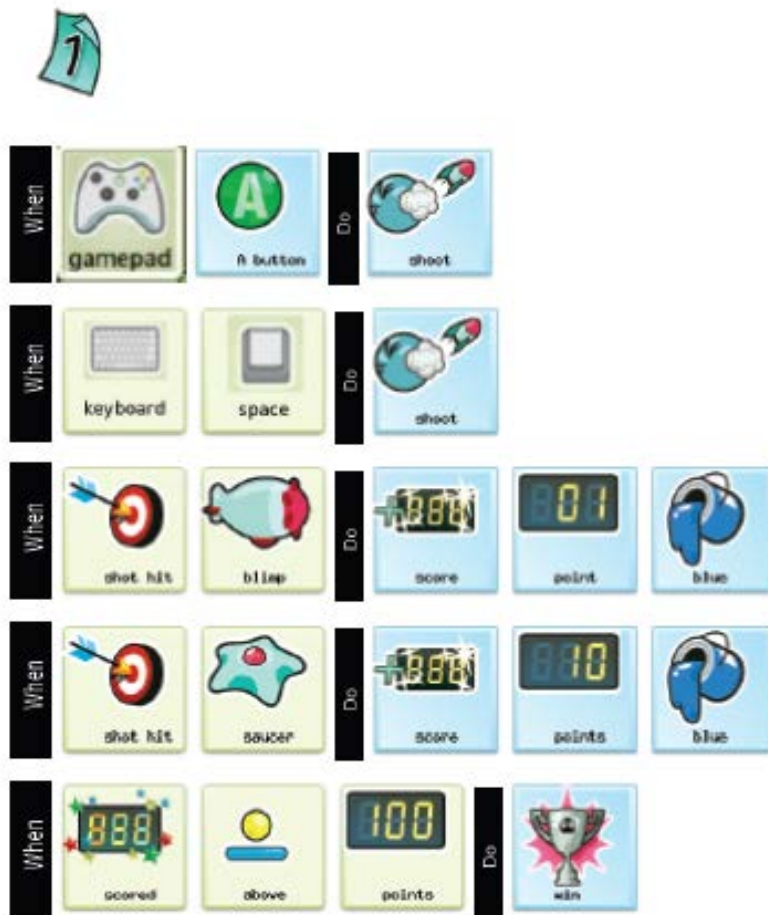 1
When gamepad A A button Do shoot
When keyboard space Do shoot
When shot hit blimp Do score 01 point blue
When shot hit saucer Do score 10 points blue
When scored above 100 points Do win